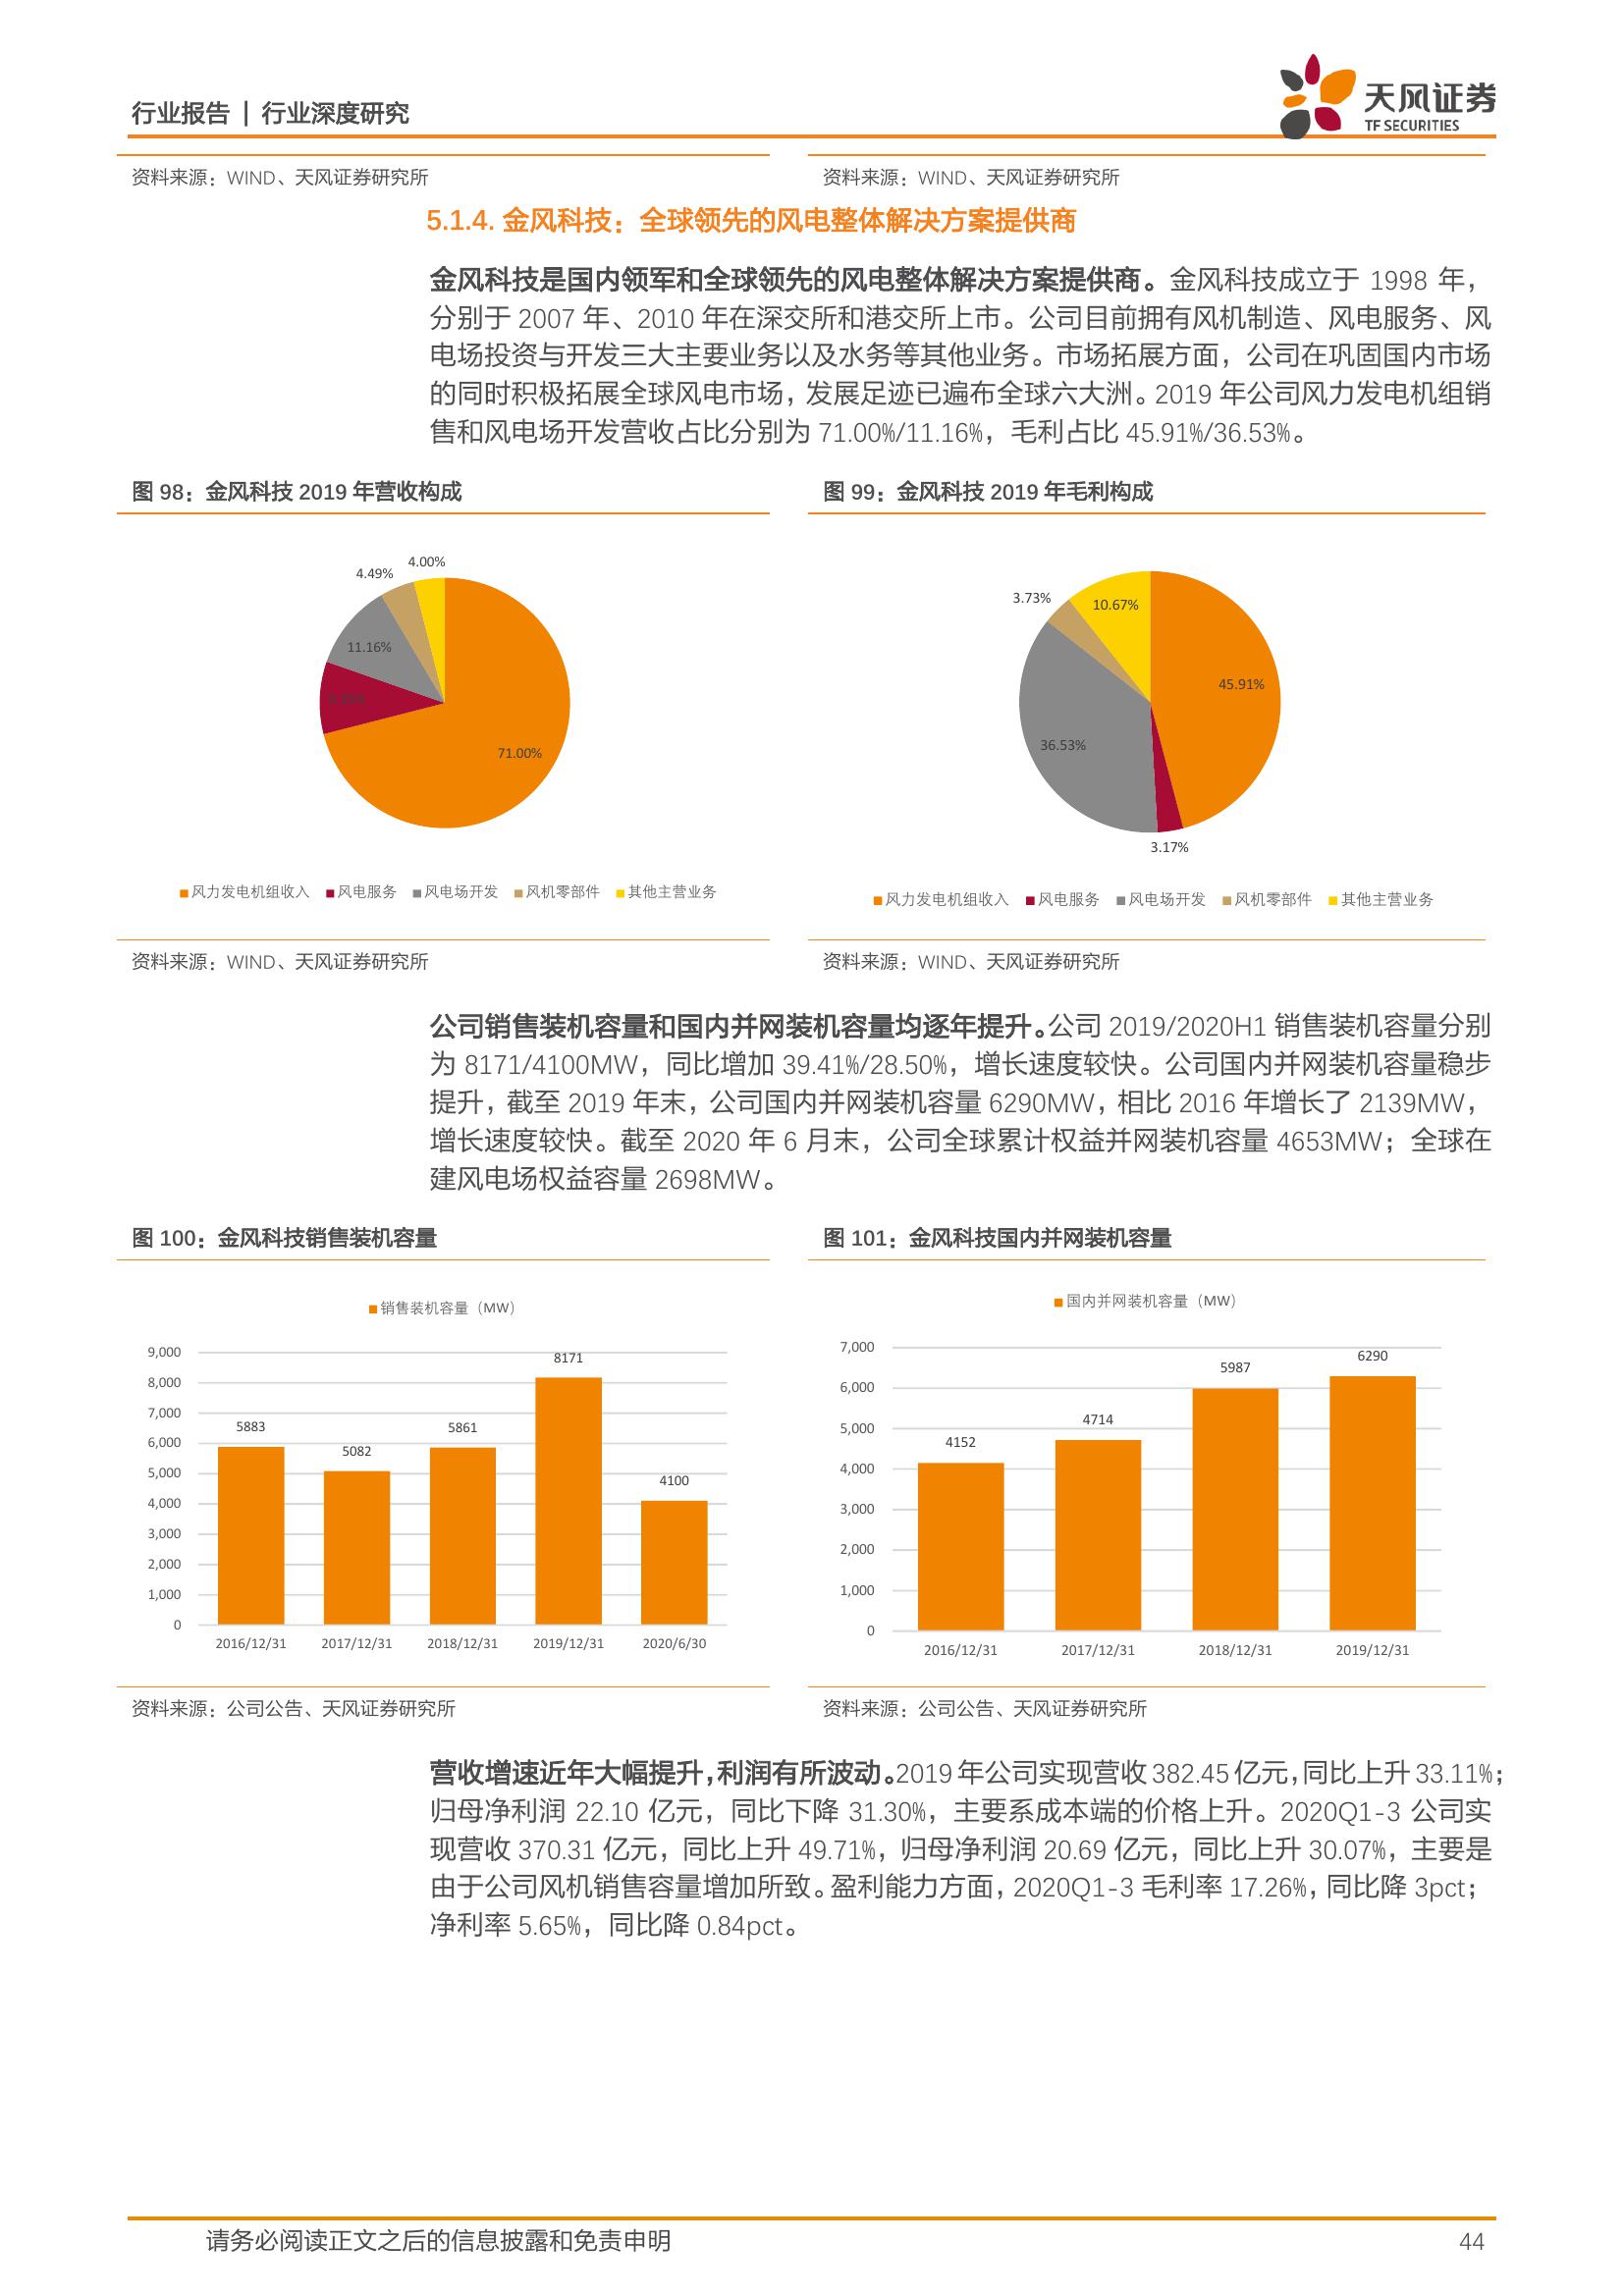 行业报告 | 行业深度研究
天风证券
TF SECURITIES
资料来源：WIND、天风证券研究所
资料来源：WIND、天风证券研究所
5.1.4. 金风科技：全球领先的风电整体解决方案提供商
金风科技是国内领军和全球领先的风电整体解决方案提供商。金风科技成立于 1998 年，
分别于 2007 年、2010 年在深交所和港交所上市。公司目前拥有风机制造、风电服务、风
电场投资与开发三大主要业务以及水务等其他业务。市场拓展方面，公司在巩固国内市场
的同时积极拓展全球风电市场，发展足迹已遍布全球六大洲。2019 年公司风力发电机组销
售和风电场开发营收占比分别为 71.00%/11.16%，毛利占比 45.91%/36.53%。
图 98：金风科技 2019 年营收构成
4.00%
4.49%
11.16%
71.00%
风力发电机组收入 风电服务 风电场开发 风机零部件 其他主营业务
资料来源：WIND、天风证券研究所
图 99：金风科技 2019 年毛利构成
3.73%
10.67%
45.91%
36.53%
3.17%
风力发电机组收入 风电服务 风电场开发 风机零部件 其他主营业务
资料来源：WIND、天风证券研究所
公司销售装机容量和国内并网装机容量均逐年提升。公司 2019/2020H1 销售装机容量分别
为 8171/4100MW，同比增加 39.41%/28.50%，增长速度较快。公司国内并网装机容量稳步
提升，截至 2019 年末，公司国内并网装机容量 6290MW，相比 2016 年增长了 2139MW，
增长速度较快。截至 2020 年 6 月末，公司全球累计权益并网装机容量 4653MW；全球在
建风电场权益容量 2698MW。
图 100：金风科技销售装机容量
销售装机容量（MW）
9,000
8,000
7,000
6,000
5,000
4,000
3,000
2,000
1,000
0
5883
5082
5861
8171
4100
2016/12/31 2017/12/31 2018/12/31 2019/12/31 2020/6/30
资料来源：公司公告、天风证券研究所
图 101：金风科技国内并网装机容量
国内并网装机容量（MW）
7,000
6,000
5,000
4,000
3,000
2,000
1,000
0
4152
4714
5987
6290
2016/12/31 2017/12/31 2018/12/31 2019/12/31
资料来源：公司公告、天风证券研究所
营收增速近年大幅提升，利润有所波动。2019 年公司实现营收 382.45 亿元，同比上升 33.11%；
归母净利润 22.10 亿元，同比下降 31.30%，主要系成本端的价格上升。2020Q1-3 公司实
现营收 370.31 亿元，同比上升 49.71%，归母净利润 20.69 亿元，同比上升 30.07%，主要是
由于公司风机销售容量增加所致。盈利能力方面，2020Q1-3 毛利率 17.26%，同比降 3pct；
净利率 5.65%，同比降 0.84pct。
请务必阅读正文之后的信息披露和免责申明
44